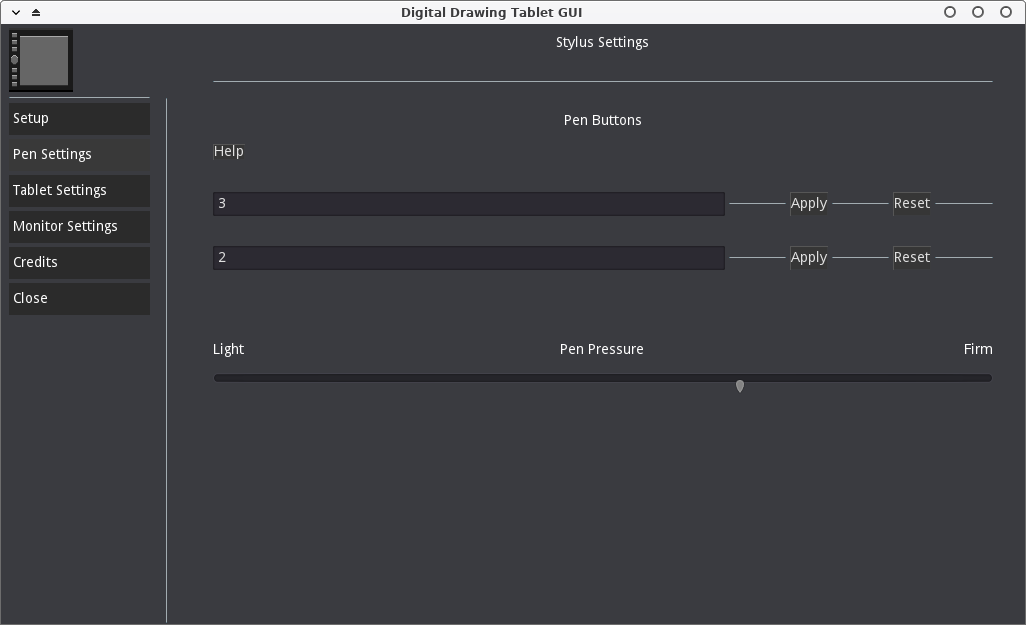 Digital Drawing Tablet GUI
Stylus Settings
Setup
Pen Settings
Tablet Settings
Monitor Settings
Credits
Close
Pen Buttons
Help
3 Apply Reset
2 Apply Reset
Light Pen Pressure Firm